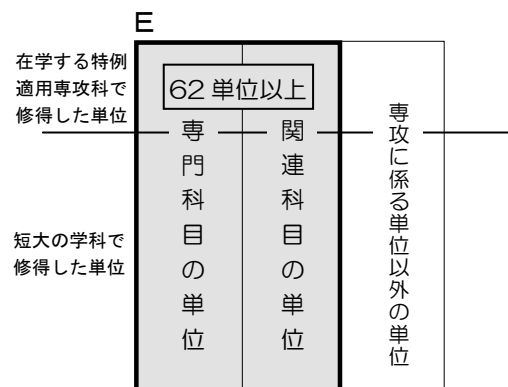 E
在学する特例
適用専攻科で
修得した単位
62 単位以上
専門科目の単位
関連科目の単位
専攻に係る単位以外の単位
短大の学科で
修得した単位